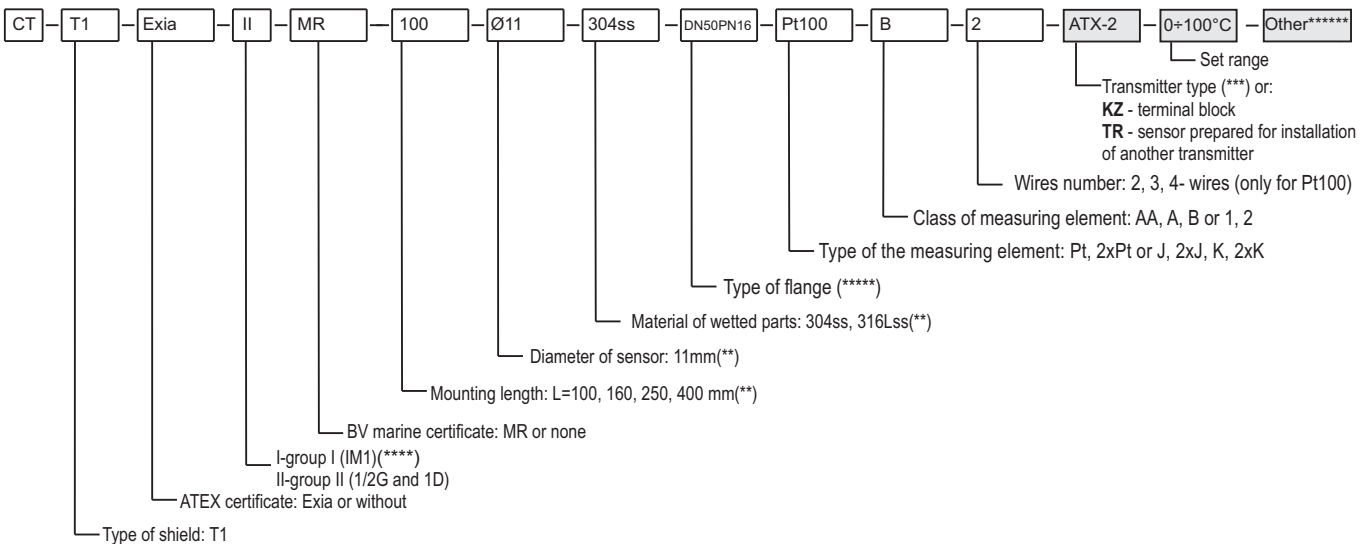 CT – T1 – Exia – II – MR – 100 – Ø11 – 304ss – DN50PN16 – Pt100 – B – 2 – ATX-2 – 0÷100°C – Other******
Set range
Transmitter type (***) or:
KZ - terminal block
TR - sensor prepared for installation
of another transmitter
Wires number: 2, 3, 4- wires (only for Pt100)
Class of measuring element: AA, A, B or 1, 2
Type of the measuring element: Pt, 2xPt or J, 2xJ, K, 2xK
Type of flange (*****)
Material of wetted parts: 304ss, 316Lss(**)
Diameter of sensor: 11mm(**)
Mounting length: L=100, 160, 250, 400 mm(**)
BV marine certificate: MR or none
I-group I (IM1)(****)
II-group II (1/2G and 1D)
ATEX certificate: Exia or without
Type of shield: T1